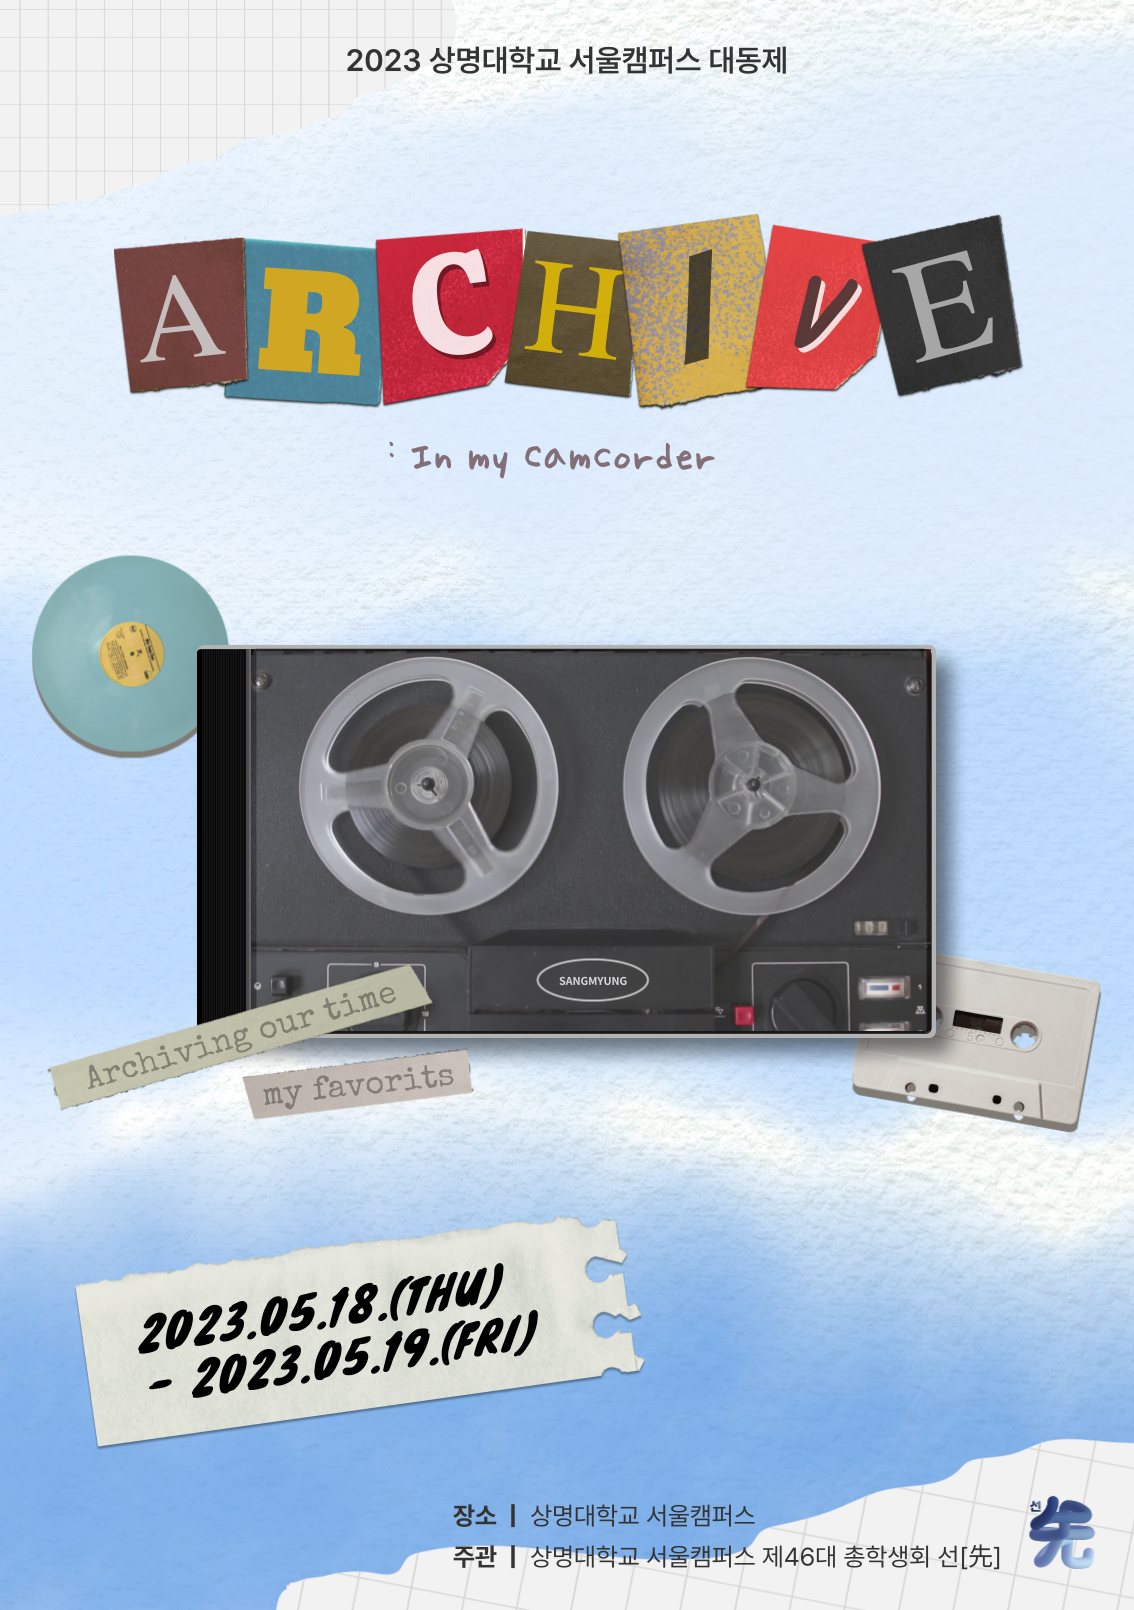 2023 상명대학교 서울캠퍼스 대동제
ARCHIVE
: In my camcorder
SANGMYUNG
Archiving our time
my favorits
2023.05.18.(THU)
- 2023.05.19.(FRI)
장소 | 상명대학교 서울캠퍼스
주관 | 상명대학교 서울캠퍼스 제46대 총학생회 선[先]
선 先